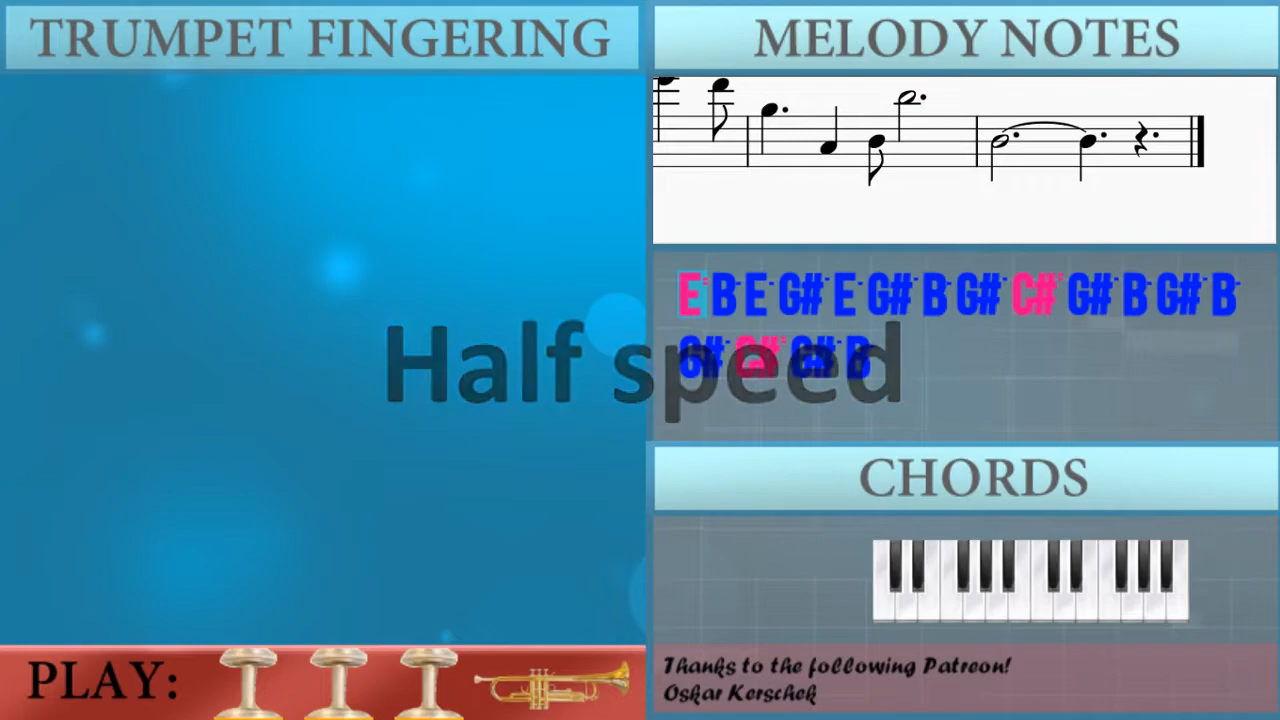 TRUMPET FINGERING
MELODY NOTES
E B E G# E G# B G# C# G# B G# B
G# C# G# B
Half speed
CHORDS
PLAY:
Thanks to the following Patreon!
Oskar Kerschek